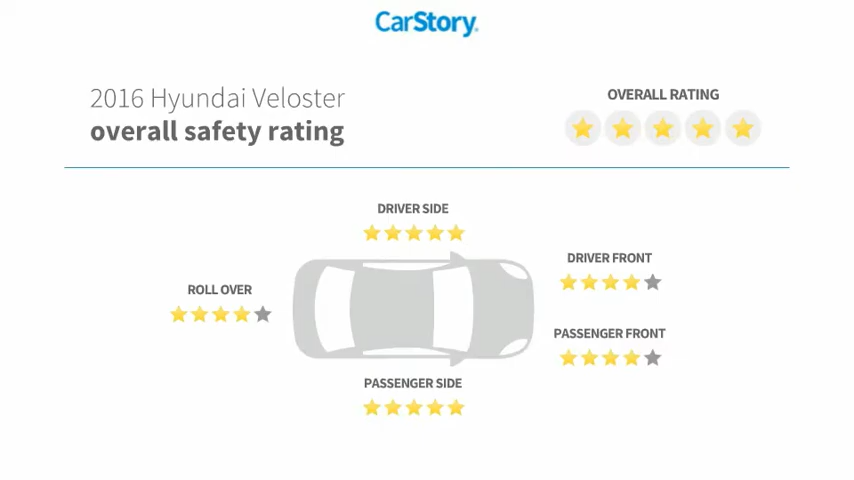 CarStory.
2016 Hyundai Veloster
overall safety rating
OVERALL RATING
DRIVER SIDE
DRIVER FRONT
ROLL OVER
PASSENGER FRONT
PASSENGER SIDE